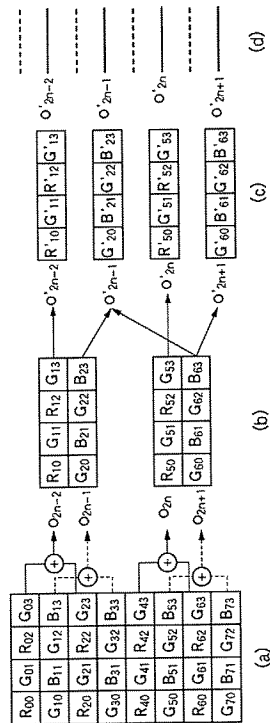 R00 G01 R02 G03
G10 B11 G12 B13
R20 G21 R22 G23
G30 B31 G32 B33
R40 G41 R42 G43
G50 B51 G52 B53
R60 G61 R62 G63
G70 B71 G72 B73
(a)
+
+
+
+
O2n-2
O2n-1
O2n
O2n+1
R10 G11 R12 G13
G20 B21 G22 B23
R50 G51 R52 G53
G60 B61 G62 B63
(b)
O'2n-2
O'2n-1
O'2n
O'2n+1
R'10 G'11 R'12 G'13
G'20 B'21 G'22 B'23
R'50 G'51 R'52 G'53
G'60 B'61 G'62 B'63
(c)
O'2n-2
O'2n-1
O'2n
O'2n+1
(d)